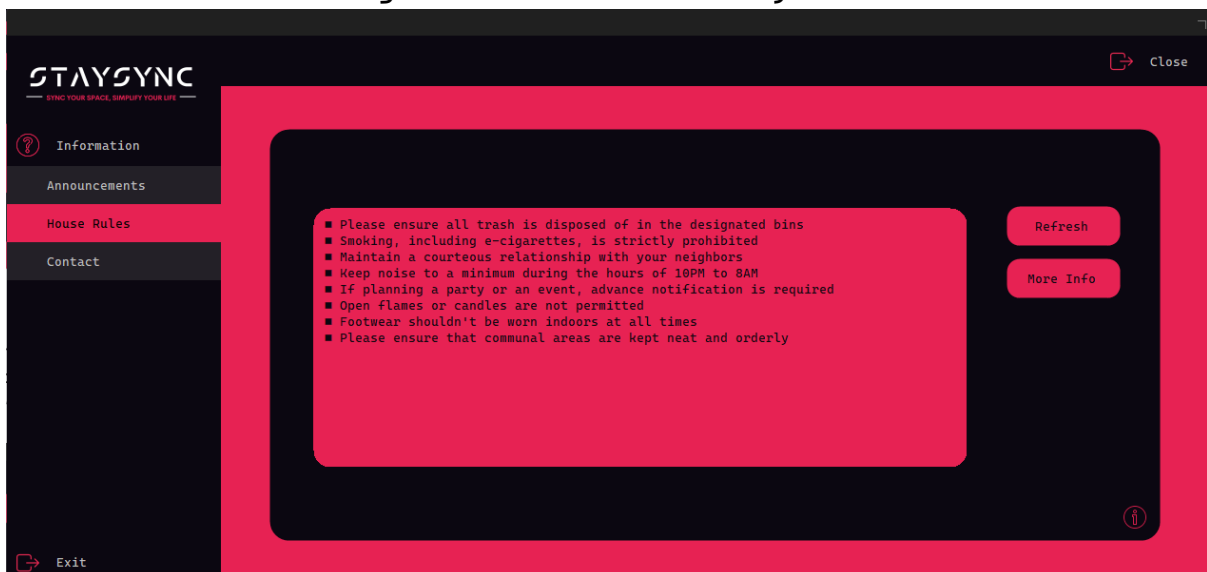 Close
STAYSYNC
SYNC YOUR SPACE, SIMPLIFY YOUR LIFE
Information
Announcements
House Rules
Contact
Exit
■ Please ensure all trash is disposed of in the designated bins
■ Smoking, including e-cigarettes, is strictly prohibited
■ Maintain a courteous relationship with your neighbors
■ Keep noise to a minimum during the hours of 10PM to 8AM
■ If planning a party or an event, advance notification is required
■ Open flames or candles are not permitted
■ Footwear shouldn't be worn indoors at all times
■ Please ensure that communal areas are kept neat and orderly
Refresh
More Info